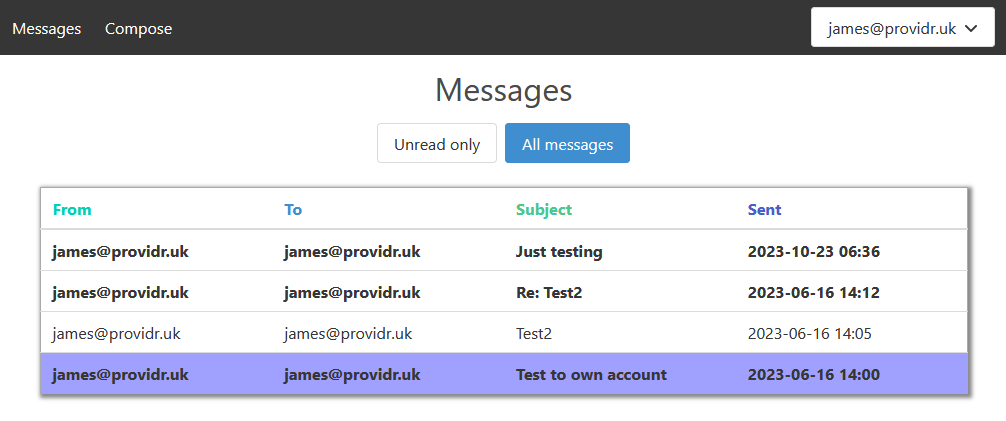 Messages Compose james@providr.uk
Messages
Unread only All messages
From To Subject Sent
james@providr.uk james@providr.uk Just testing 2023-10-23 06:36
james@providr.uk james@providr.uk Re: Test2 2023-06-16 14:12
james@providr.uk james@providr.uk Test2 2023-06-16 14:05
james@providr.uk james@providr.uk Test to own account 2023-06-16 14:00